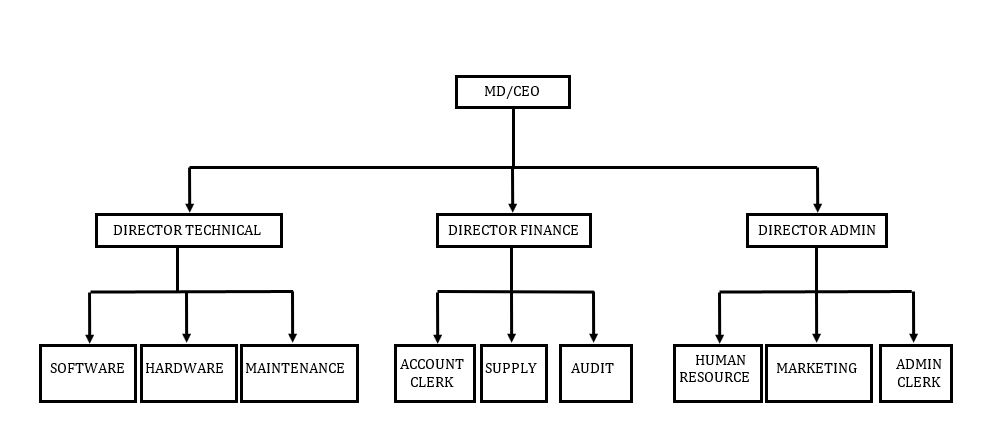 MD/CEO
DIRECTOR TECHNICAL
DIRECTOR FINANCE
DIRECTOR ADMIN
SOFTWARE
HARDWARE
MAINTENANCE
ACCOUNT
CLERK
SUPPLY
AUDIT
HUMAN
RESOURCE
MARKETING
ADMIN
CLERK